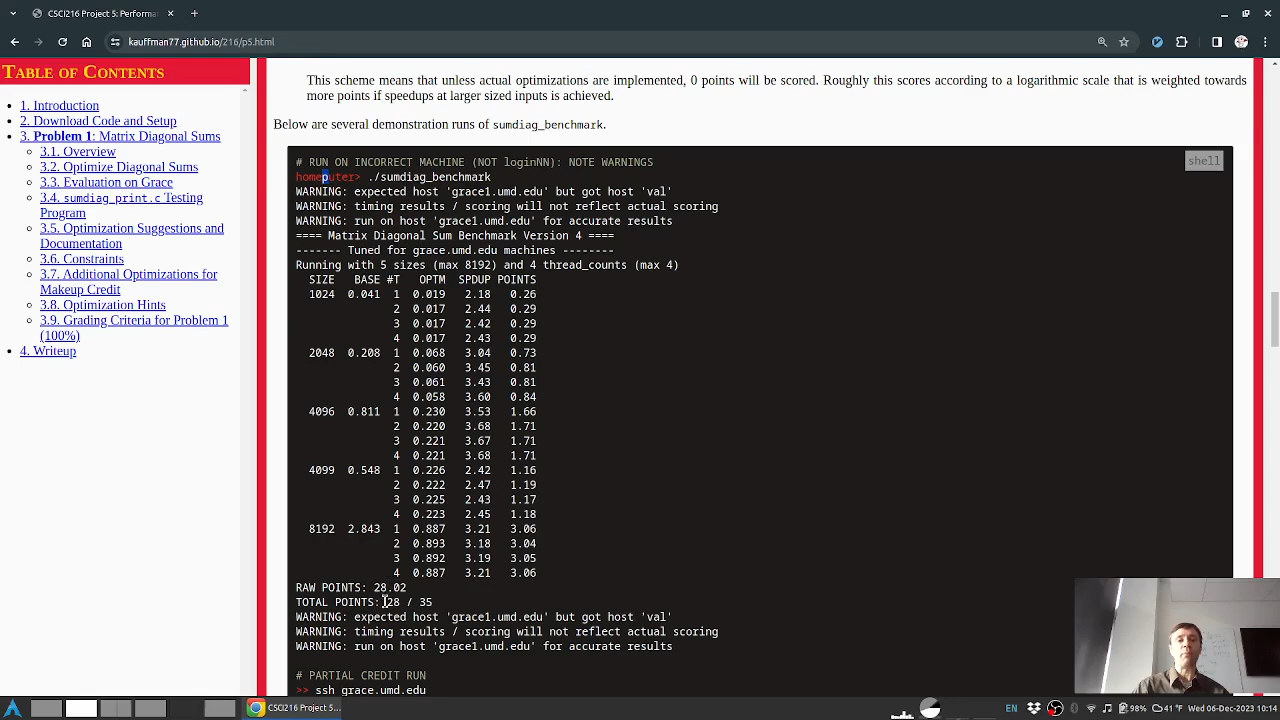 CSCI216 Project 5: Performa
kauffman77.github.io/216/p5.html
Table of Contents
1. Introduction
2. Download Code and Setup
3. Problem 1: Matrix Diagonal Sums
3.1. Overview
3.2. Optimize Diagonal Sums
3.3. Evaluation on Grace
3.4. sumdiag_print.c Testing
Program
3.5. Optimization Suggestions and
Documentation
3.6. Constraints
3.7. Additional Optimizations for
Makeup Credit
3.8. Optimization Hints
3.9. Grading Criteria for Problem 1
(100%)
4. Writeup
This scheme means that unless actual optimizations are implemented, 0 points will be scored. Roughly this scores according to a logarithmic scale that is weighted towards
more points if speedups at larger sized inputs is achieved.
Below are several demonstration runs of sumdiag_benchmark.
shell
# RUN ON INCORRECT MACHINE (NOT loginNN): NOTE WARNINGS
homeputer> ./sumdiag_benchmark
WARNING: expected host 'grace1.umd.edu' but got host 'val'
WARNING: timing results / scoring will not reflect actual scoring
WARNING: run on host 'grace1.umd.edu' for accurate results
==== Matrix Diagonal Sum Benchmark Version 4 ====
------- Tuned for grace.umd.edu machines --------
Running with 5 sizes (max 8192) and 4 thread_counts (max 4)
SIZE BASE #T OPTM SPDUP POINTS
1024 0.041 1 0.019 2.18 0.26
2 0.017 2.44 0.29
3 0.017 2.42 0.29
4 0.017 2.43 0.29
2048 0.208 1 0.068 3.04 0.73
2 0.060 3.45 0.81
3 0.061 3.43 0.81
4 0.058 3.60 0.84
4096 0.811 1 0.230 3.53 1.66
2 0.220 3.68 1.71
3 0.221 3.67 1.71
4 0.221 3.68 1.71
4099 0.548 1 0.226 2.42 1.16
2 0.222 2.47 1.19
3 0.225 2.43 1.17
4 0.223 2.45 1.18
8192 2.843 1 0.887 3.21 3.06
2 0.893 3.18 3.04
3 0.892 3.19 3.05
4 0.887 3.21 3.06
RAW POINTS: 28.02
TOTAL POINTS: 28 / 35
WARNING: expected host 'grace1.umd.edu' but got host 'val'
WARNING: timing results / scoring will not reflect actual scoring
WARNING: run on host 'grace1.umd.edu' for accurate results
# PARTIAL CREDIT RUN
>> ssh grace.umd.edu
CSCI216 Project 5:
EN
98%
41°F
Wed 06-Dec-2023
10:14